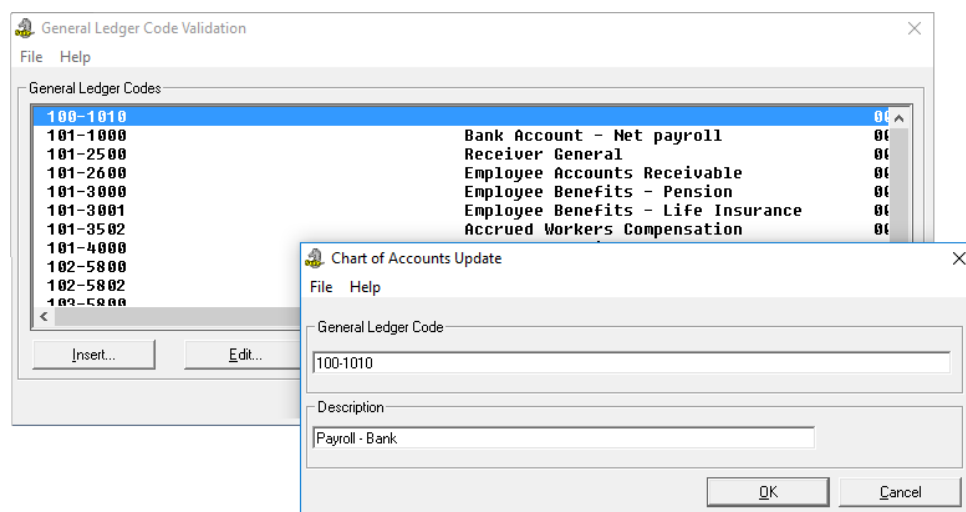 General Ledger Code Validation
File Help
General Ledger Codes
100-1010
101-1000 Bank Account - Net payroll
101-2500 Receiver General
101-2600 Employee Accounts Receivable
101-3000 Employee Benefits - Pension
101-3001 Employee Benefits - Life Insurance
101-3502 Accrued Workers Compensation
101-4000
102-5800
102-5802
103-5800
Insert... Edit...
Chart of Accounts Update
File Help
General Ledger Code
100-1010
Description
Payroll - Bank
OK Cancel